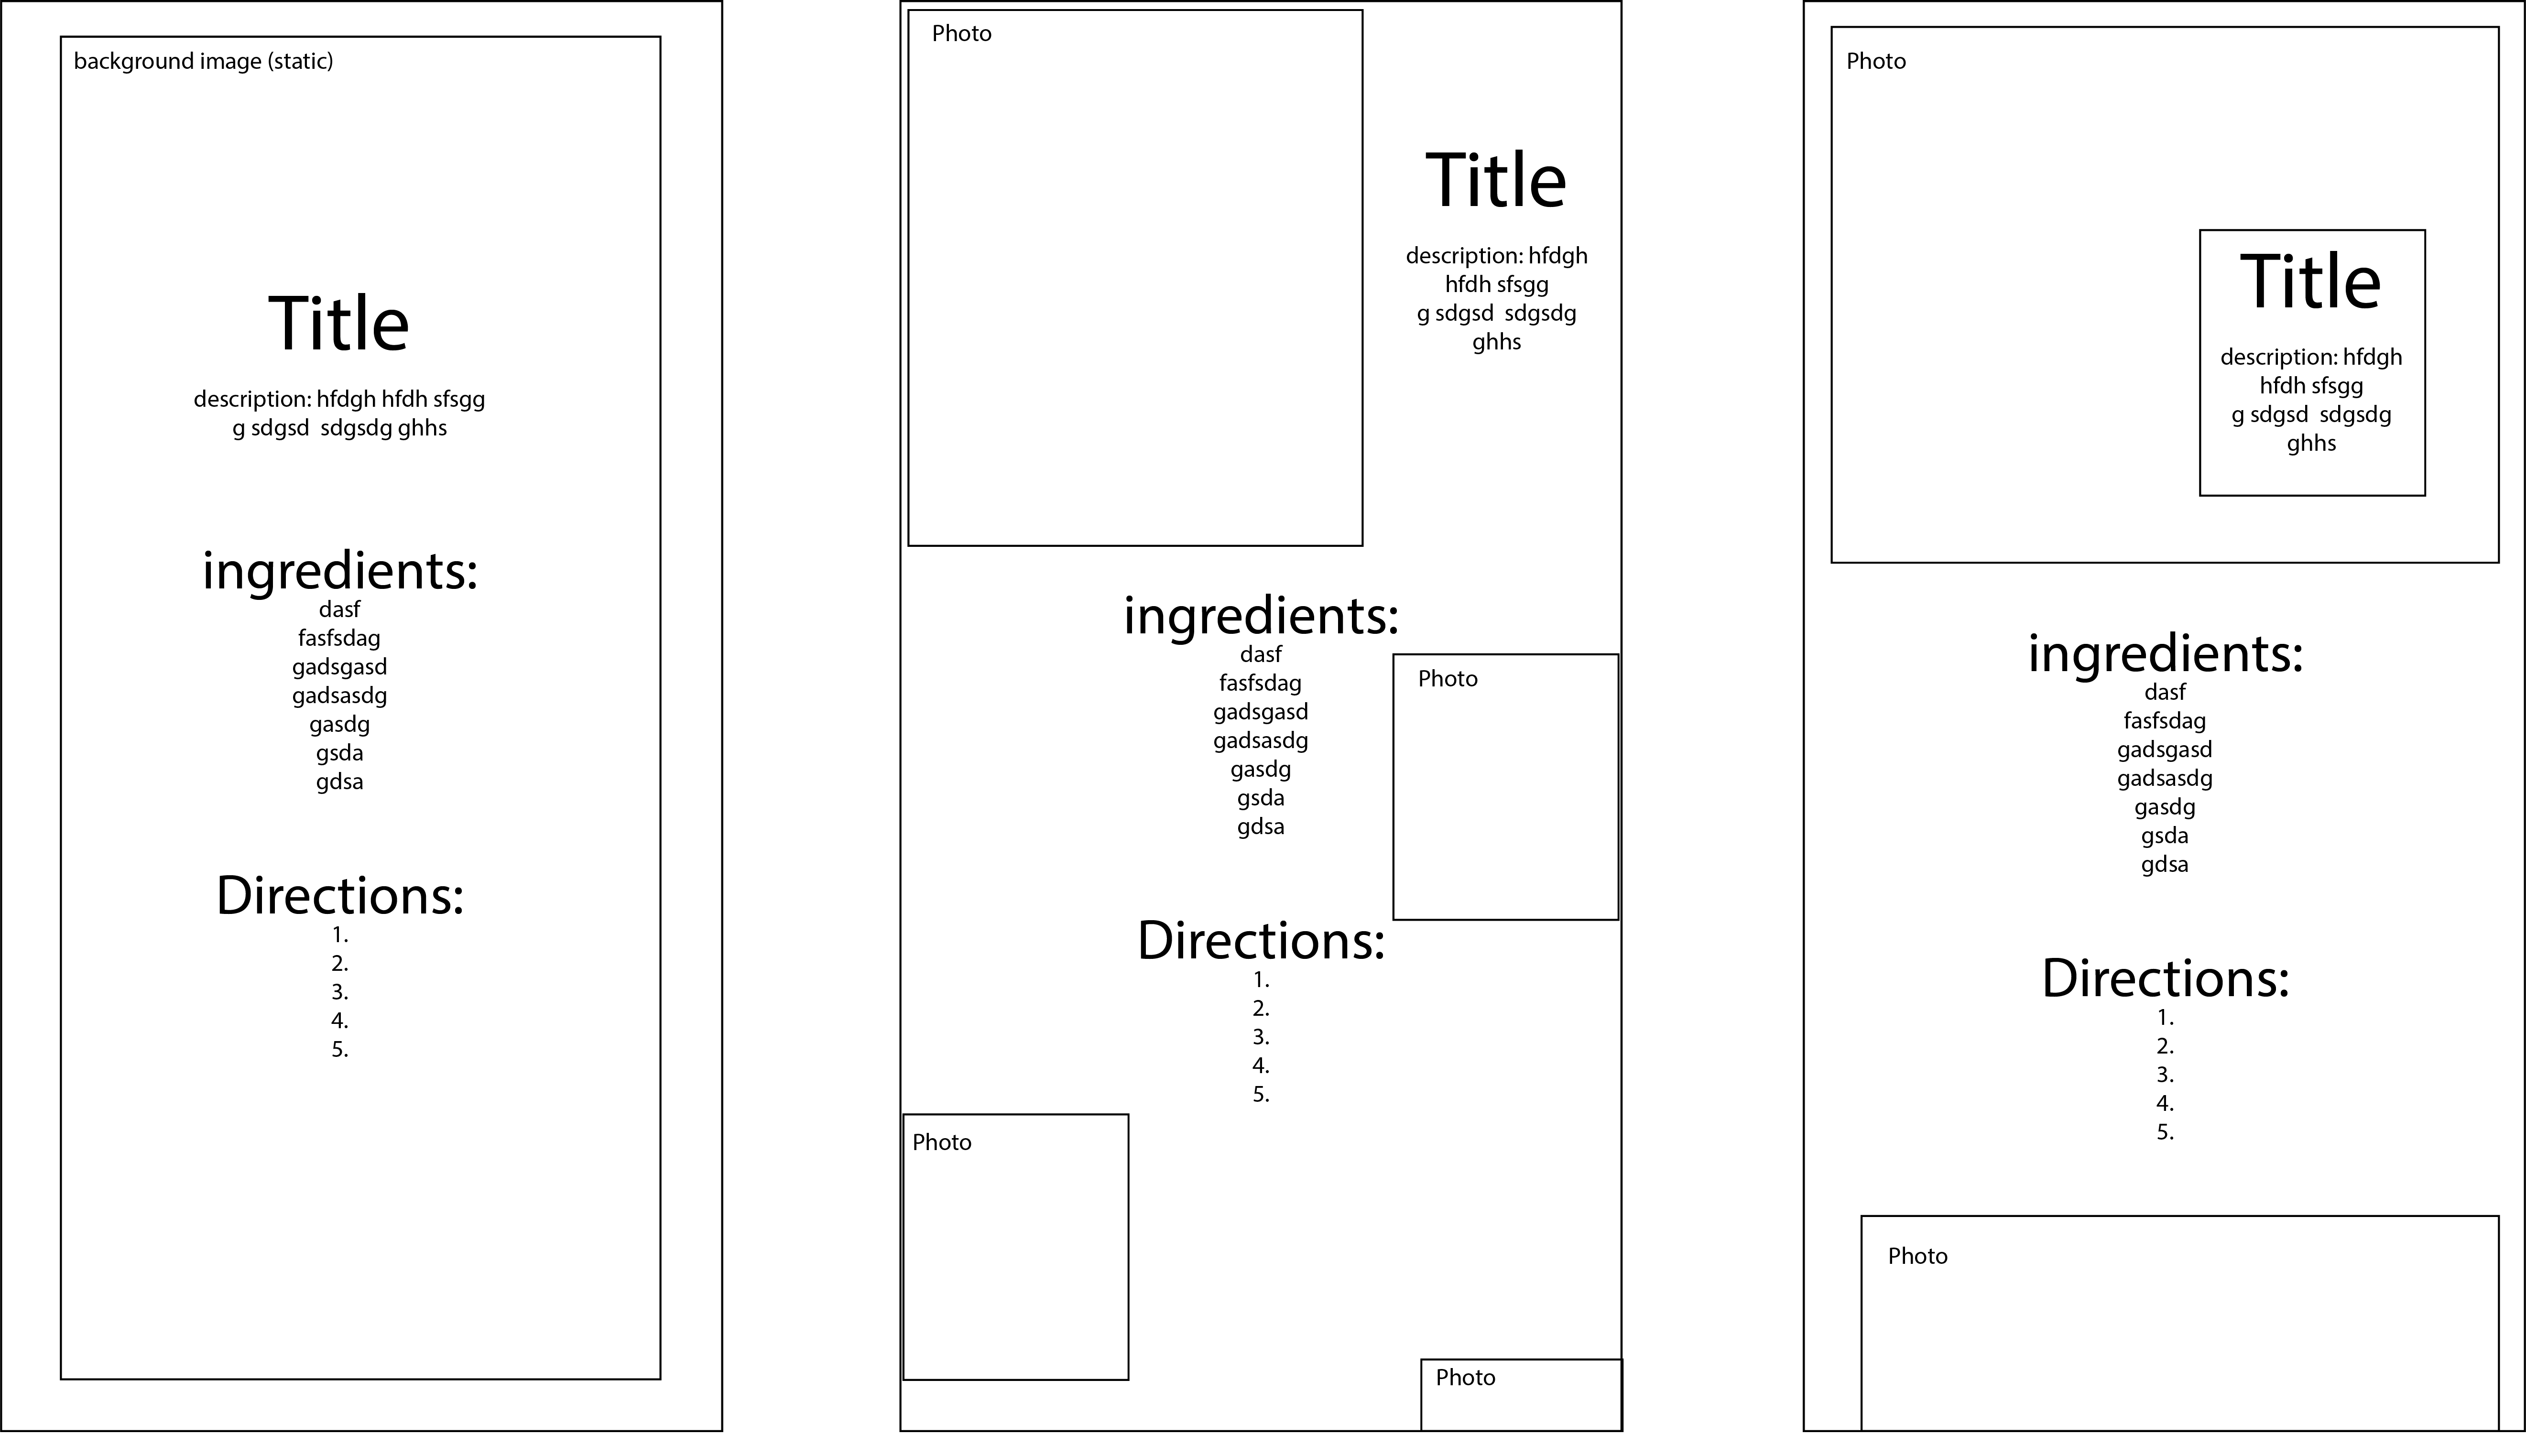 background image (static)
Title
description: hfdgh hfdh sfsgg
g sdgsd  sdgsdg ghhs
ingredients:
dasf
fasfsdag
gadsgasd
gadsasdg
gasdg
gsda
gdsa
Directions:
1.
2.
3.
4.
5.
Photo
Title
description: hfdgh
hfdh sfsgg
g sdgsd  sdgsdg
ghhs
ingredients:
dasf
fasfsdag
gadsgasd
gadsasdg
gasdg
gsda
gdsa
Photo
Directions:
1.
2.
3.
4.
5.
Photo
Photo
Photo
Title
description: hfdgh
hfdh sfsgg
g sdgsd  sdgsdg
ghhs
ingredients:
dasf
fasfsdag
gadsgasd
gadsasdg
gasdg
gsda
gdsa
Directions:
1.
2.
3.
4.
5.
Photo